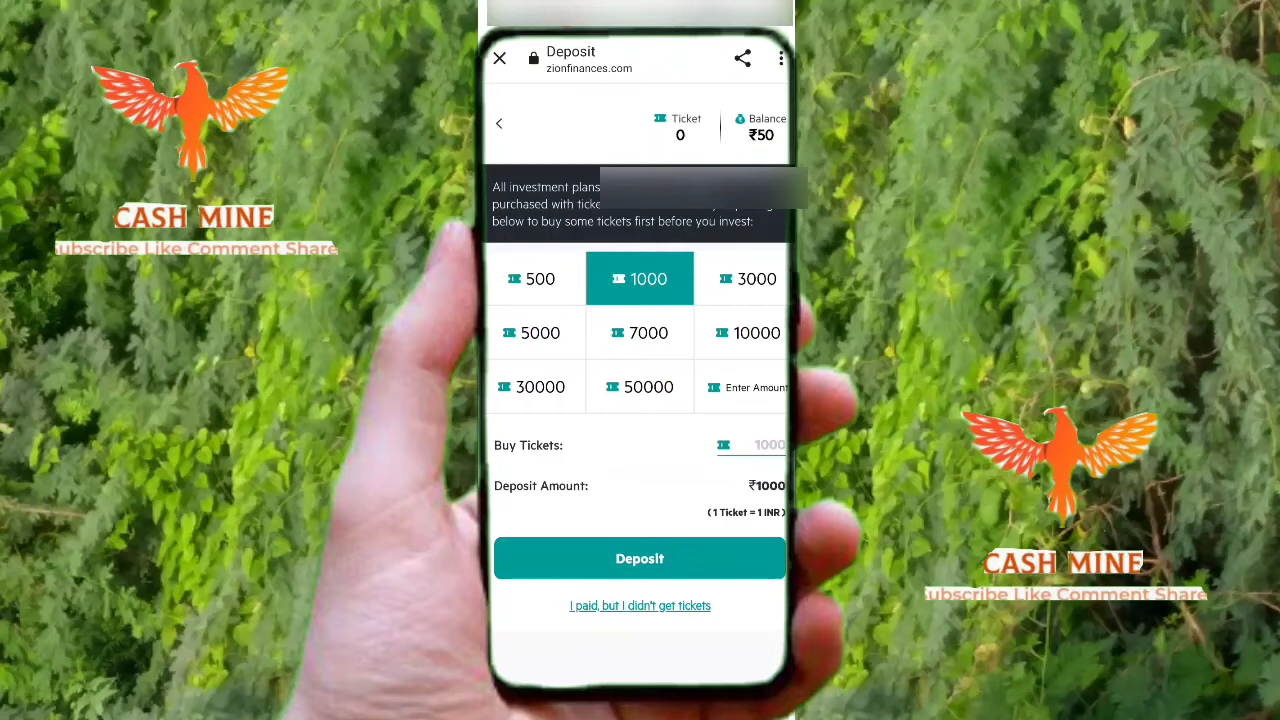 Deposit
zionfinances.com
Ticket
0
Balance
₹50
All investment plans
purchased with ticke
below to buy some tickets first before you invest:
500
1000
3000
5000
7000
10000
30000
50000
Enter Amount
Buy Tickets:
1000
Deposit Amount:
₹1000
( 1 Ticket = 1 INR )
Deposit
I paid, but I didn't get tickets
CASH MINE
ubscribe Like Comment Share
CASH MINE
ubscribe Like Comment Share